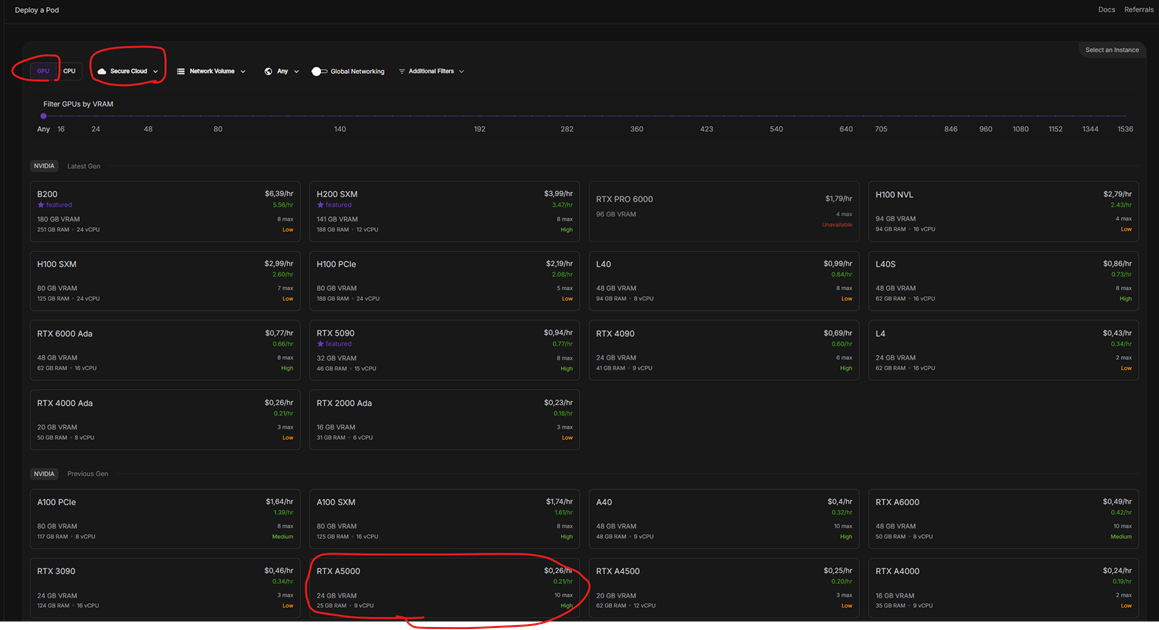 Deploy a Pod
Docs Referrals
Select an Instance
GPU CPU Secure Cloud Network Volume Any Global Networking Additional Filters
Filter GPUs by VRAM
Any 16 24 48 80 140 192 282 360 423 540 640 705 846 960 1080 1152 1344 1536
NVIDIA Latest Gen
B200 $6,39/hr
featured 5.56/hr
180 GB VRAM 8 max
251 GB RAM • 24 vCPU Low
H200 SXM $3,99/hr
featured 3.47/hr
141 GB VRAM 8 max
188 GB RAM • 12 vCPU High
RTX PRO 6000 $1,79/hr
96 GB VRAM 4 max
Unavailable
H100 NVL $2,79/hr
2.43/hr
94 GB VRAM 4 max
94 GB RAM • 16 vCPU Low
H100 SXM $2,99/hr
2.60/hr
80 GB VRAM 7 max
125 GB RAM • 24 vCPU Low
H100 PCIe $2,19/hr
2.08/hr
80 GB VRAM 5 max
188 GB RAM • 24 vCPU Low
L40 $0,99/hr
0.84/hr
48 GB VRAM 8 max
94 GB RAM • 8 vCPU Low
L40S $0,86/hr
0.73/hr
48 GB VRAM 8 max
62 GB RAM • 16 vCPU High
RTX 6000 Ada $0,77/hr
0.66/hr
48 GB VRAM 8 max
62 GB RAM • 16 vCPU High
RTX 5090 $0,94/hr
featured 0.77/hr
32 GB VRAM 8 max
46 GB RAM • 15 vCPU High
RTX 4090 $0,69/hr
0.60/hr
24 GB VRAM 6 max
41 GB RAM • 9 vCPU High
L4 $0,43/hr
0.34/hr
24 GB VRAM 2 max
62 GB RAM • 16 vCPU Low
RTX 4000 Ada $0,26/hr
0.21/hr
20 GB VRAM 3 max
50 GB RAM • 8 vCPU Low
RTX 2000 Ada $0,23/hr
0.18/hr
16 GB VRAM 3 max
31 GB RAM • 6 vCPU Low
NVIDIA Previous Gen
A100 PCIe $1,64/hr
1.39/hr
80 GB VRAM 8 max
117 GB RAM • 8 vCPU Medium
A100 SXM $1,74/hr
1.61/hr
80 GB VRAM 8 max
125 GB RAM • 16 vCPU High
A40 $0,4/hr
0.32/hr
48 GB VRAM 10 max
48 GB RAM • 9 vCPU High
RTX A6000 $0,49/hr
0.42/hr
48 GB VRAM 10 max
50 GB RAM • 8 vCPU Medium
RTX 3090 $0,46/hr
0.34/hr
24 GB VRAM 3 max
124 GB RAM • 16 vCPU Low
RTX A5000 $0,26/hr
0.21/hr
24 GB VRAM 10 max
25 GB RAM • 9 vCPU High
RTX A4500 $0,25/hr
0.20/hr
20 GB VRAM 3 max
62 GB RAM • 12 vCPU Low
RTX A4000 $0,24/hr
0.19/hr
16 GB VRAM 2 max
35 GB RAM • 9 vCPU Low